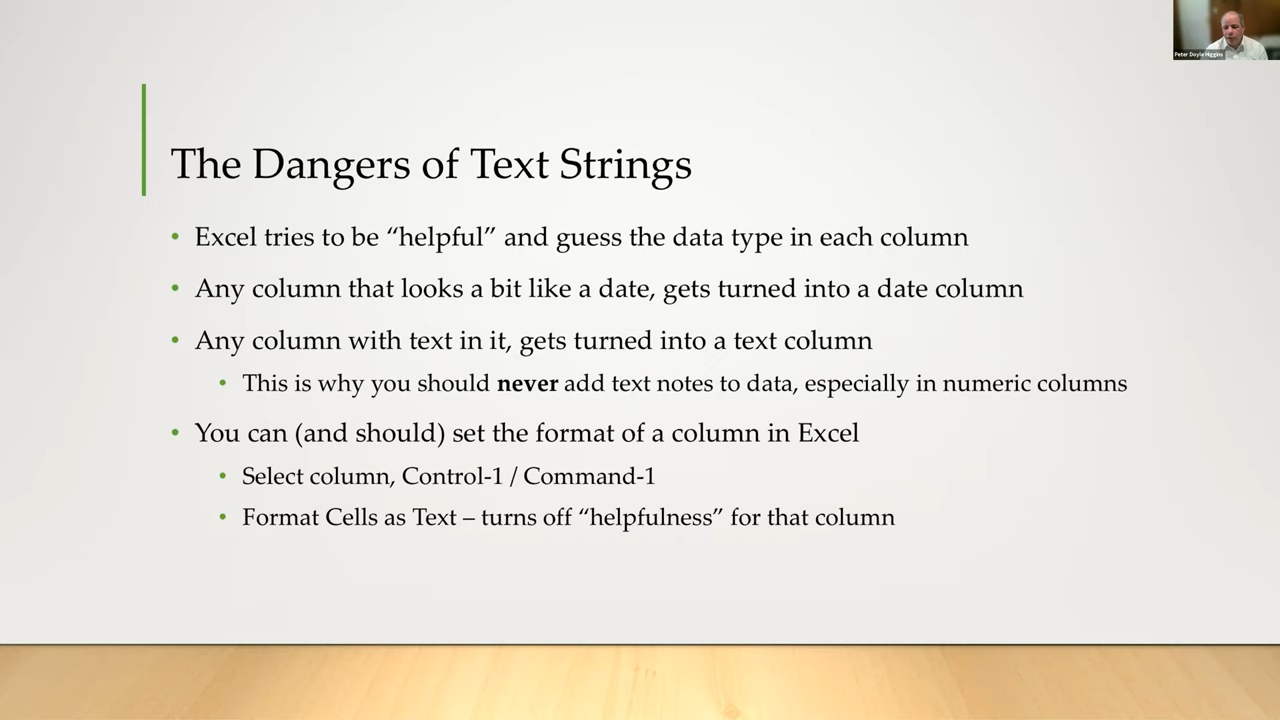 Peter Doyle Higgins
The Dangers of Text Strings
• Excel tries to be “helpful” and guess the data type in each column
• Any column that looks a bit like a date, gets turned into a date column
• Any column with text in it, gets turned into a text column
• This is why you should never add text notes to data, especially in numeric columns
• You can (and should) set the format of a column in Excel
• Select column, Control-1 / Command-1
• Format Cells as Text – turns off “helpfulness” for that column